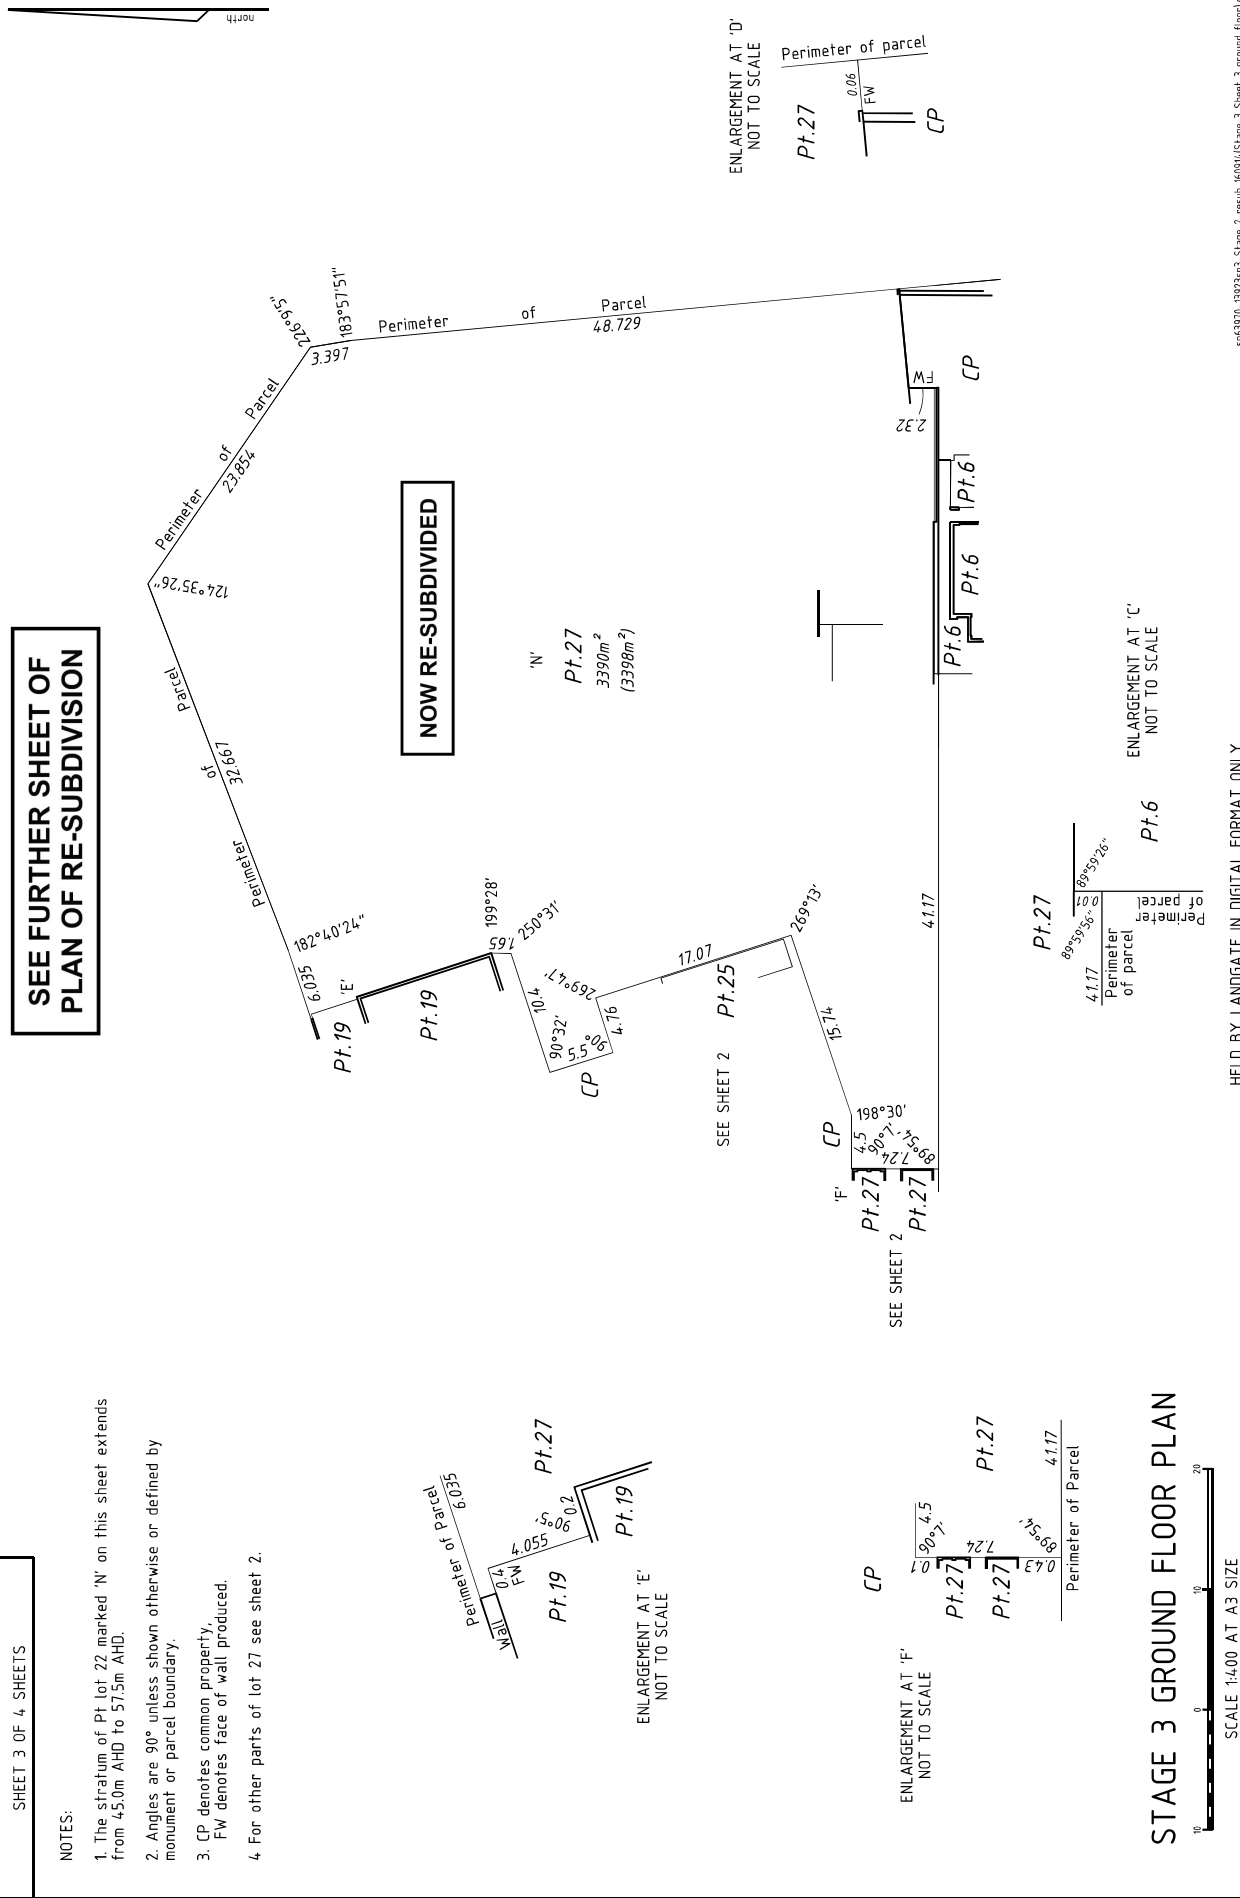 SHEET 3 OF 4 SHEETS
NOTES:
1. The stratum of Pt lot 22 marked 'N' on this sheet extends
from 45.0m AHD to 57.5m AHD.
2. Angles are 90° unless shown otherwise or defined by
monument or parcel boundary.
3. CP denotes common property,
FW denotes face of wall produced.
4 For other parts of lot 27 see sheet 2.
SEE FURTHER SHEET OF
PLAN OF RE-SUBDIVISION
north
Perimeter of Parcel
32.667
124°35'26"
Perimeter of Parcel
23.854
226°9'5"
3.397
183°57'51"
Perimeter of Parcel
48.729
NOW RE-SUBDIVIDED
'N'
Pt.27
3390m²
(3398m²)
182°40'24"
6.035
'E'
Pt.19
Pt.19
199°28'
1.65
250°31'
10.4
90°32'
5.5
90°
CP
4.76
269°47'
17.07
Pt.25
SEE SHEET 2
269°13'
15.74
CP
198°30'
4.5
90°7'
7.24
89°54'
'F'
Pt.27
Pt.27
SEE SHEET 2
41.17
Pt.6
Pt.6
Pt.6
2.32
FW
CP
ENLARGEMENT AT 'D'
NOT TO SCALE
Perimeter of parcel
Pt.27
0.06
FW
CP
ENLARGEMENT AT 'C'
NOT TO SCALE
Pt.27
Pt.6
89°59'56"
89°59'26"
0.01
41.17
Perimeter
of parcel
Perimeter
of parcel
Perimeter of Parcel
6.035
Wall
0.4
FW
4.055
90°5'
0.2
Pt.27
Pt.19
Pt.19
ENLARGEMENT AT 'E'
NOT TO SCALE
CP
0.1
90°7'
4.5
Pt.27
Pt.27
Pt.27
7.24
89°54'
0.43
41.17
Perimeter of Parcel
ENLARGEMENT AT 'F'
NOT TO SCALE
STAGE 3 GROUND FLOOR PLAN
10 0 10 20
SCALE 1:400 AT A3 SIZE
HELD BY LANDGATE IN DIGITAL FORMAT ONLY